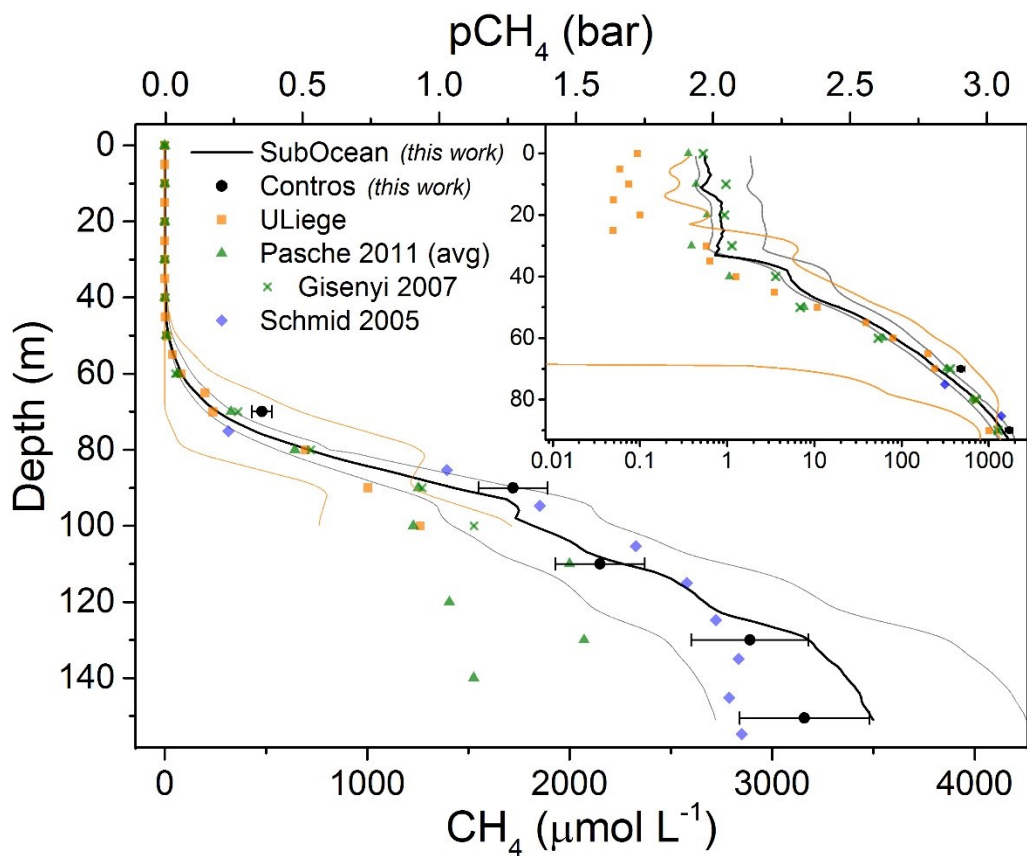 pCH4 (bar)
0.0 0.5 1.0 1.5 2.0 2.5 3.0
Depth (m)
0
20
40
60
80
100
120
140
SubOcean (this work)
Contros (this work)
ULiege
Pasche 2011 (avg)
Gisenyi 2007
Schmid 2005
0
20
40
60
80
0.01 0.1 1 10 100 1000
0 1000 2000 3000 4000
CH4 (μmol L-1)